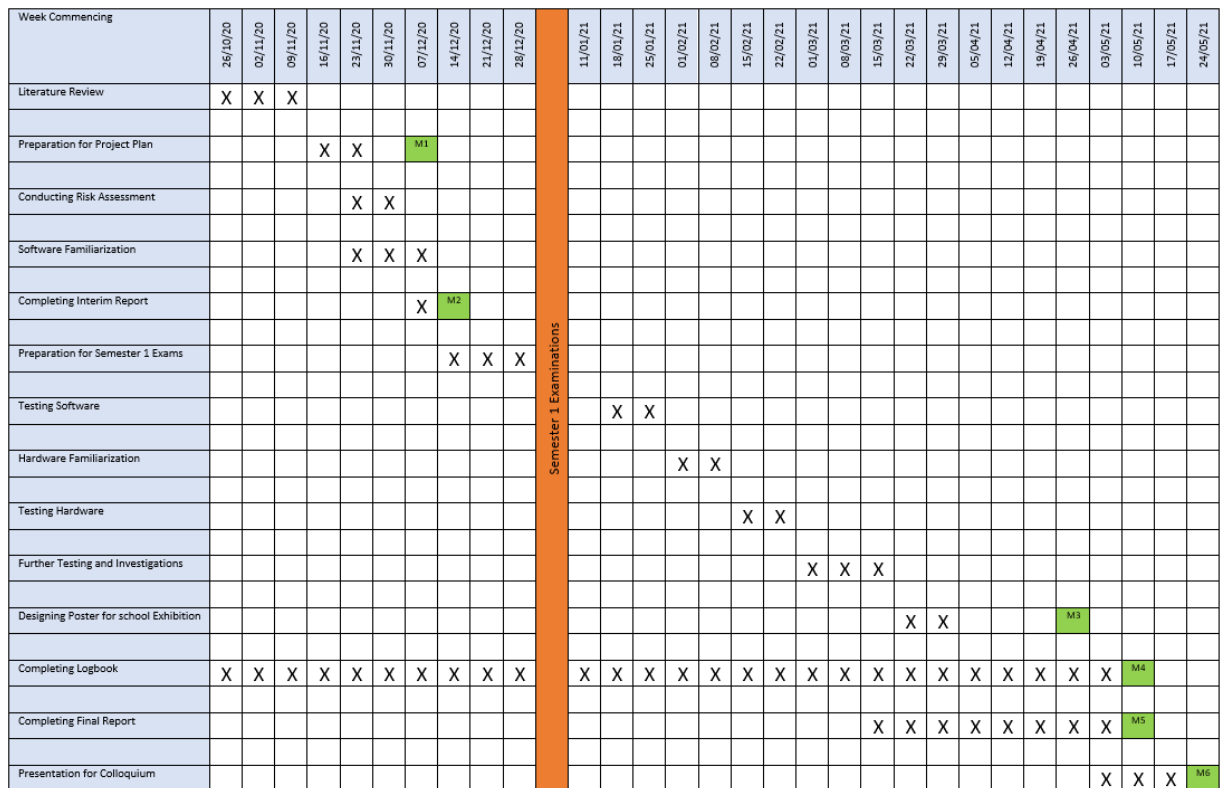 Week Commencing 26/10/20 02/11/20 09/11/20 16/11/20 23/11/20 30/11/20 07/12/20 14/12/20 21/12/20 28/12/20 Semester 1 Examinations 11/01/21 18/01/21 25/01/21 01/02/21 08/02/21 15/02/21 22/02/21 01/03/21 08/03/21 15/03/21 22/03/21 29/03/21 05/04/21 12/04/21 19/04/21 26/04/21 03/05/21 10/05/21 17/05/21 24/05/21
Literature Review X X X
Preparation for Project Plan X X M1
Conducting Risk Assessment X X
Software Familiarization X X X
Completing Interim Report X M2
Preparation for Semester 1 Exams X X X
Testing Software X X
Hardware Familiarization X X
Testing Hardware X X
Further Testing and Investigations X X X
Designing Poster for school Exhibition X X M3
Completing Logbook X X X X X X X X X X X X X X X X X X X X X X X X X X X M4
Completing Final Report X X X X X X X X M5
Presentation for Colloquium X X X M6